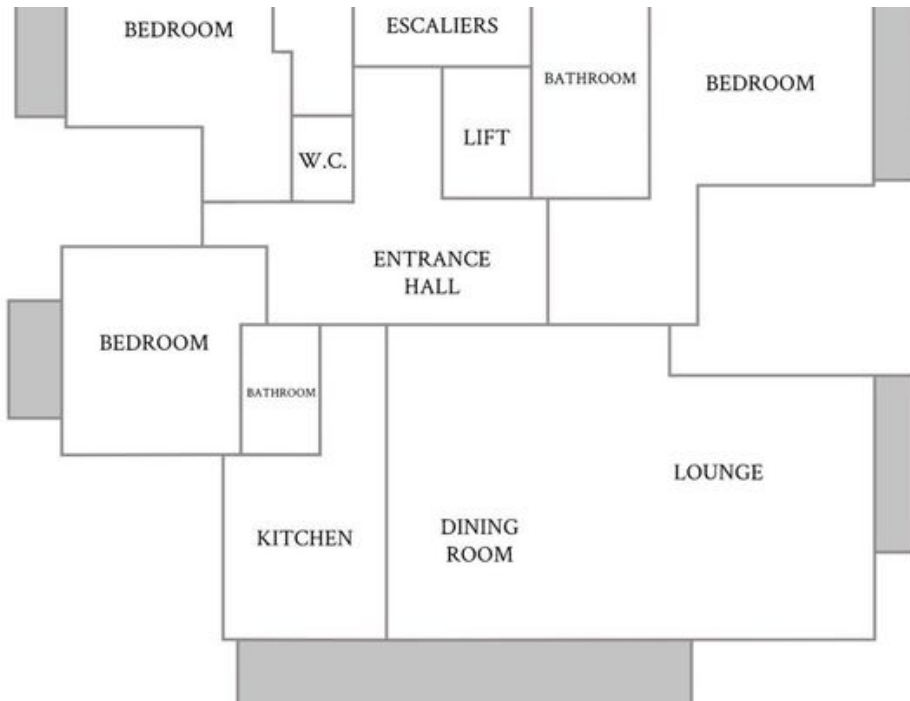 BEDROOM
ESCALIERS
BATHROOM
BEDROOM
LIFT
W.C.
ENTRANCE
HALL
BEDROOM
BATHROOM
LOUNGE
KITCHEN
DINING
ROOM